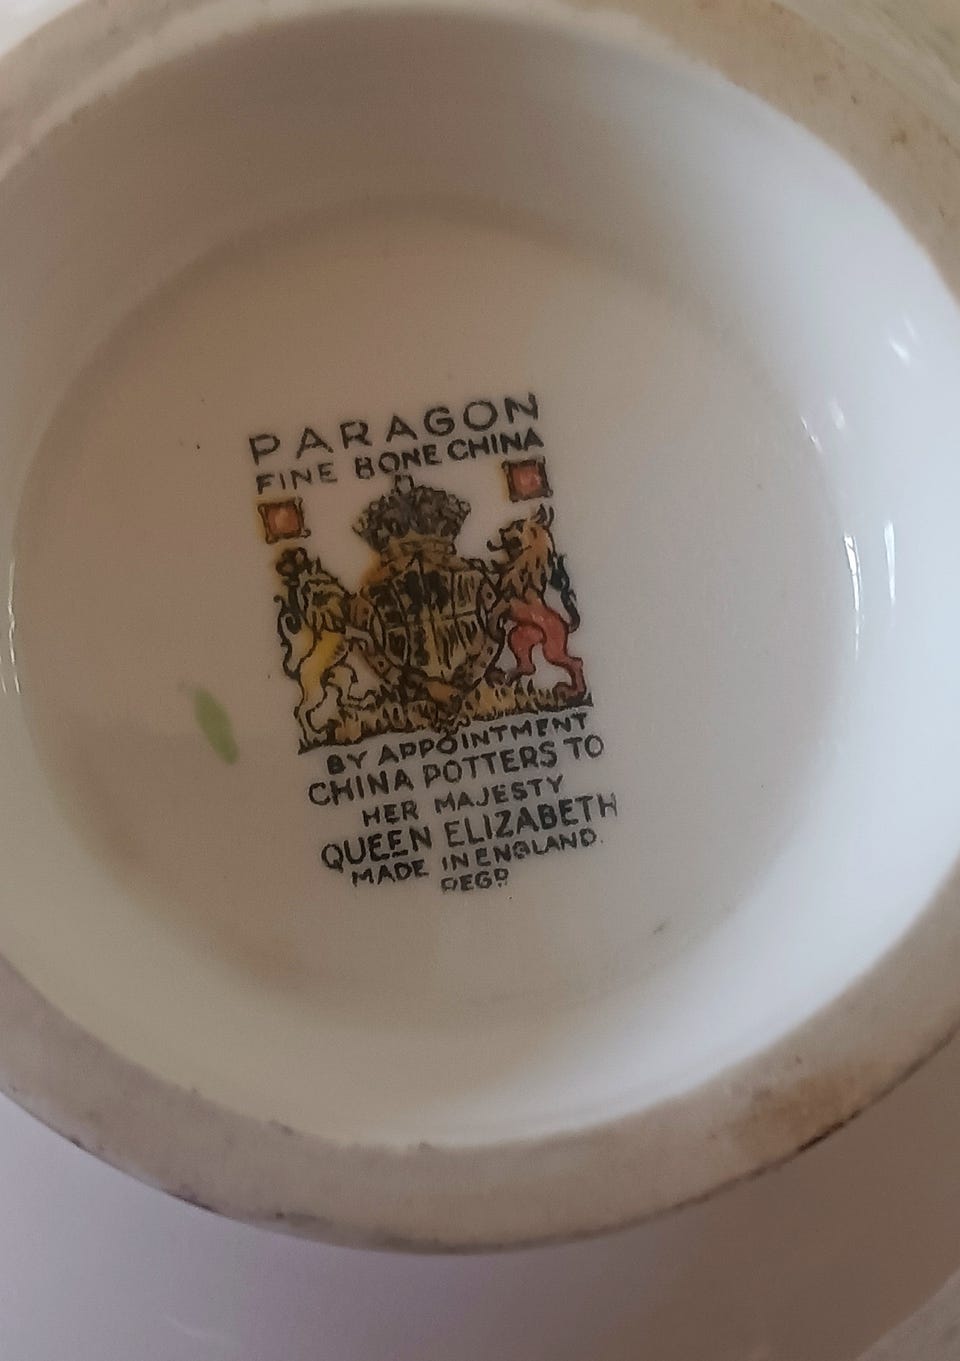 PARAGON
FINE BONE CHINA
BY APPOINTMENT
CHINA POTTERS TO
HER MAJESTY
QUEEN ELIZABETH
MADE IN ENGLAND.
REGD